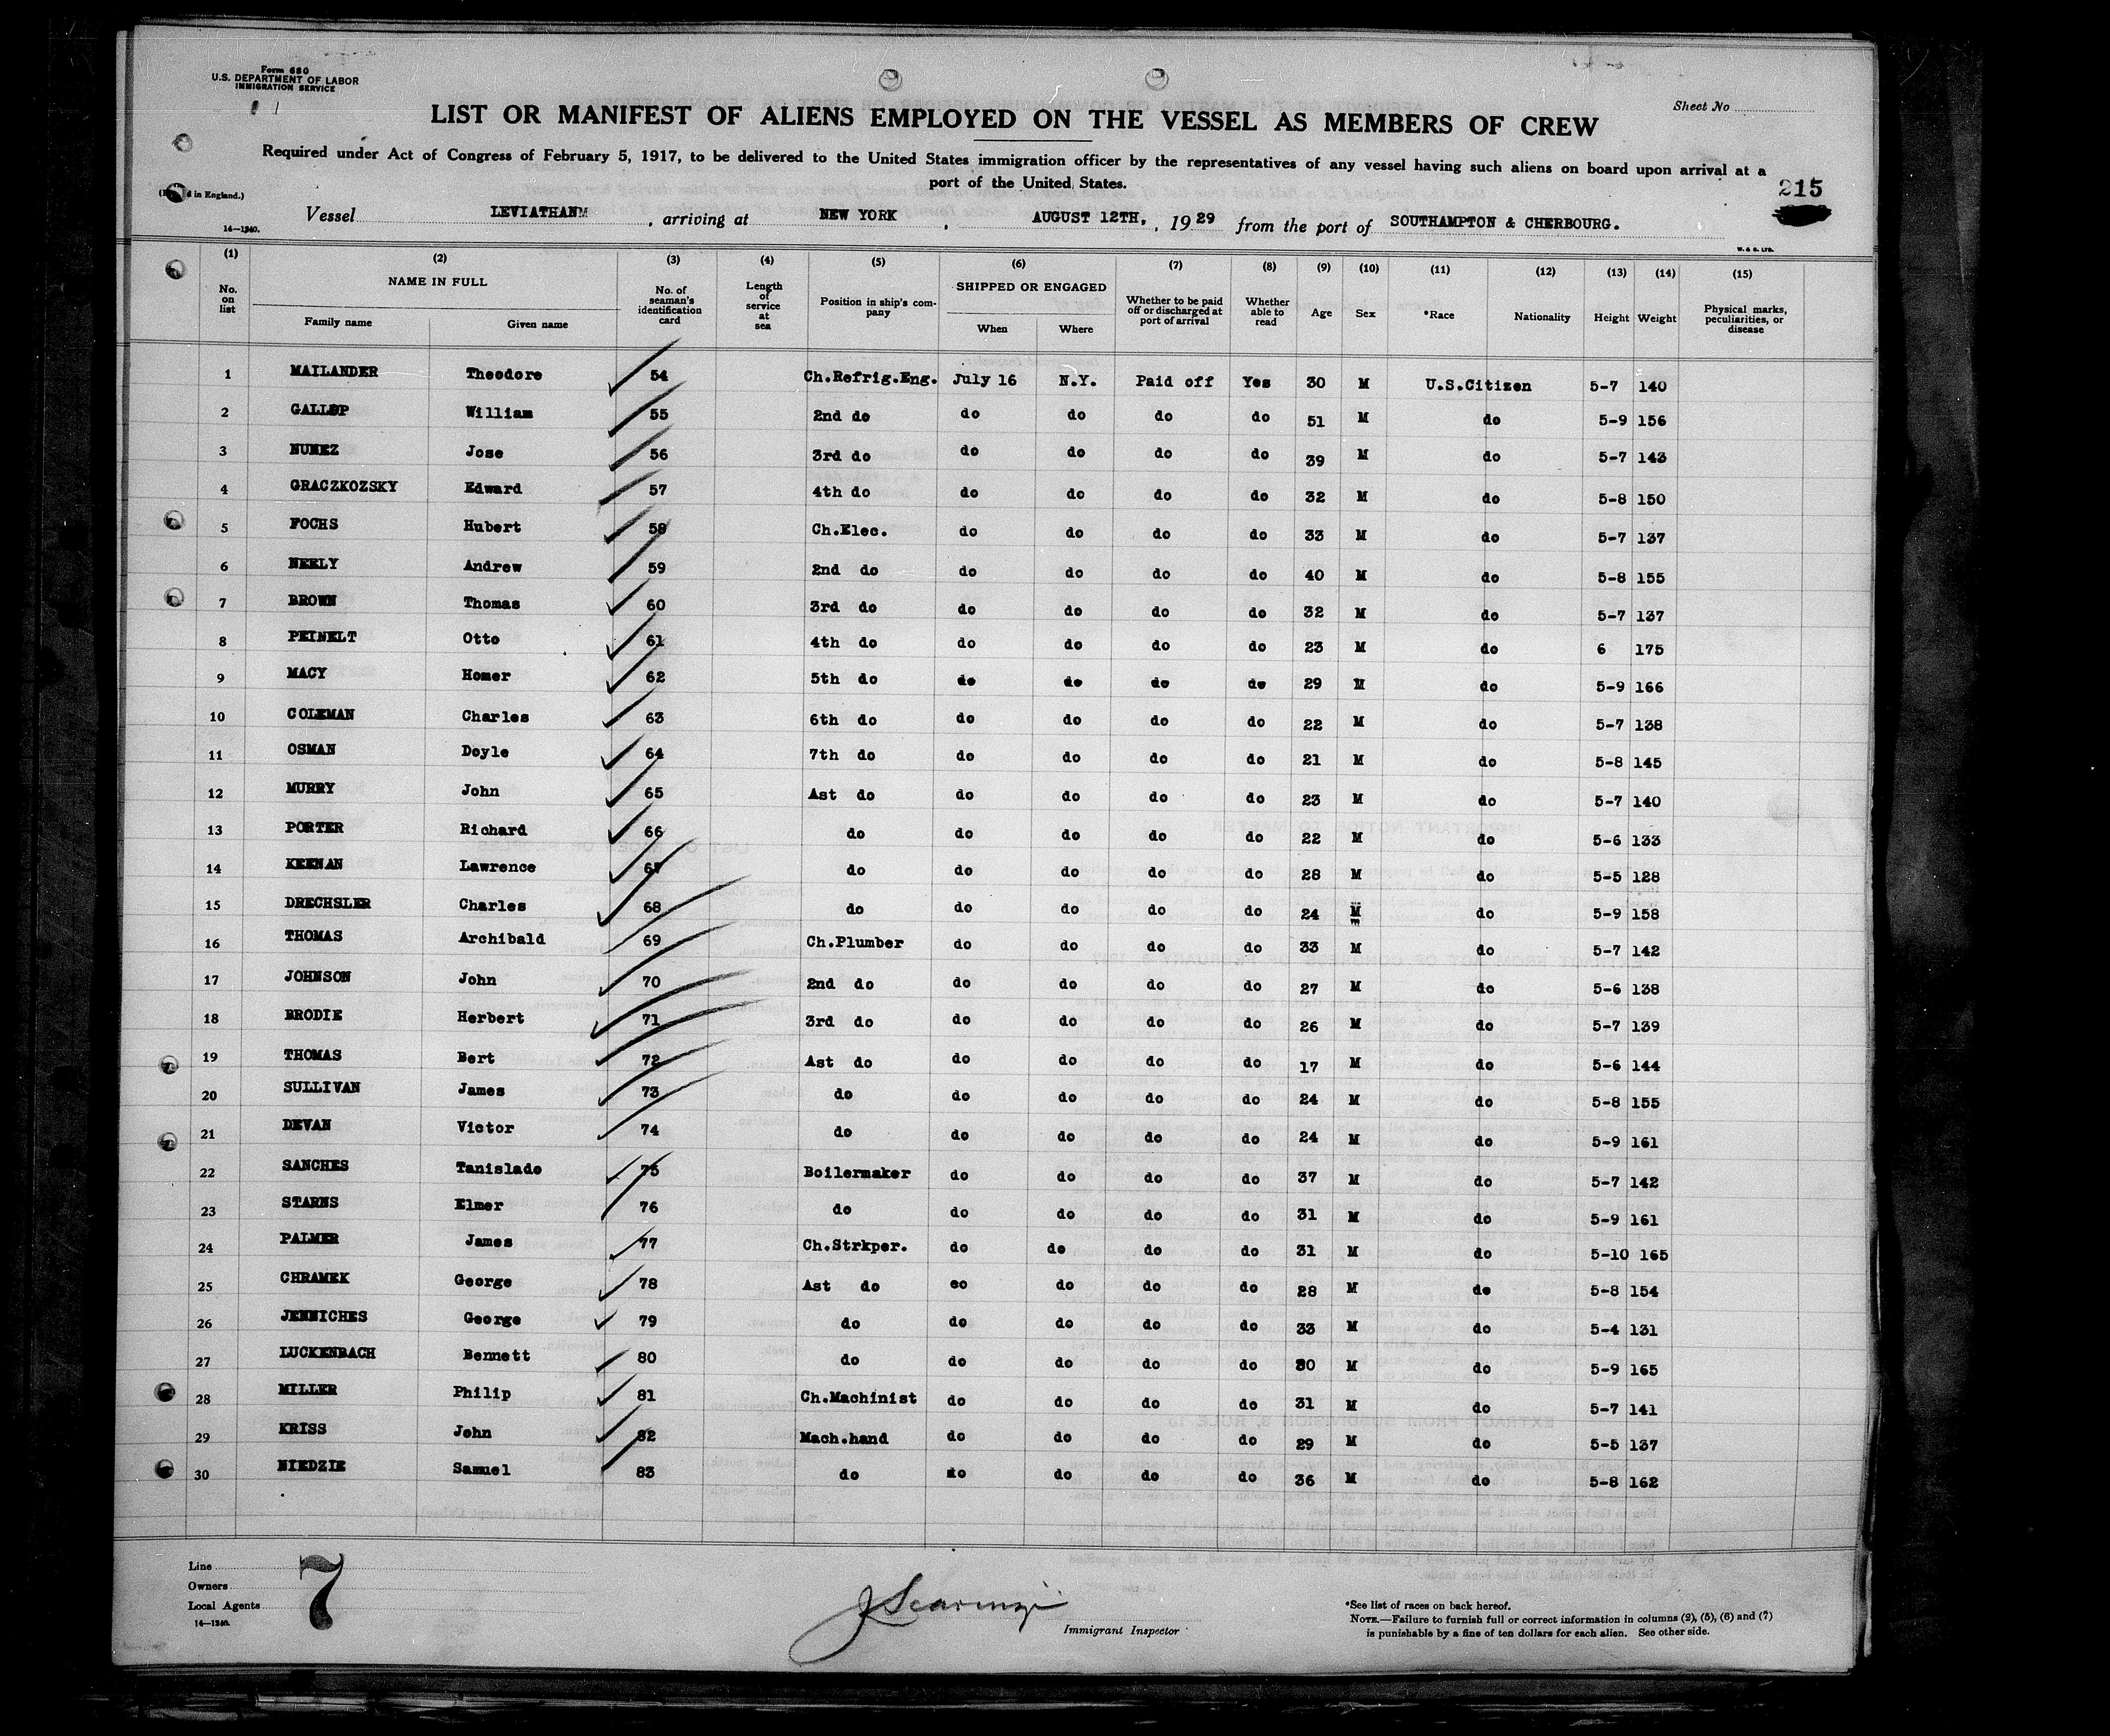 Form 680
U.S. DEPARTMENT OF LABOR
IMMIGRATION SERVICE
Sheet No
LIST OR MANIFEST OF ALIENS EMPLOYED ON THE VESSEL AS MEMBERS OF CREW
Required under Act of Congress of February 5, 1917, to be delivered to the United States immigration officer by the representatives of any vessel having such aliens on board upon arrival at a
port of the United States.
215
d in England.)
Vessel LEVIATHAN , arriving at NEW YORK , AUGUST 12TH, , 19 29 from the port of SOUTHAMPTON & CHERBOURG.
14—1240.
W. & S. LTD.
(1) (2) (3) (4) (5) (6) (7) (8) (9) (10) (11) (12) (13) (14) (15)
No. on list NAME IN FULL Family name Given name No. of seaman's identification card Length of service at sea Position in ship's company SHIPPED OR ENGAGED When Where Whether to be paid off or discharged at port of arrival Whether able to read Age Sex *Race Nationality Height Weight Physical marks, peculiarities, or disease
1 MAILANDER Theodore 54 Ch.Refrig.Eng. July 16 N.Y. Paid off Yes 30 M U.S.Citizen 5-7 140
2 GALLOP William 55 2nd do do do do do 51 M do 5-9 156
3 NUNEZ Jose 56 3rd do do do do do 39 M do 5-7 143
4 GRACZKOZSKY Edward 57 4th do do do do do 32 M do 5-8 150
5 FOCHS Hubert 58 Ch.Elec. do do do do 33 M do 5-7 137
6 NEELY Andrew 59 2nd do do do do do 40 M do 5-8 155
7 BROWN Thomas 60 3rd do do do do do 32 M do 5-7 137
8 PEINELT Otto 61 4th do do do do do 23 M do 6 175
9 MACY Homer 62 5th do do do do do 29 M do 5-9 166
10 COLEMAN Charles 63 6th do do do do do 22 M do 5-7 138
11 OSMAN Doyle 64 7th do do do do do 21 M do 5-8 145
12 MURRY John 65 Ast do do do do do 23 M do 5-7 140
13 PORTER Richard 66 do do do do do 22 M do 5-6 133
14 KEENAN Lawrence 67 do do do do do 28 M do 5-5 128
15 DRECHSLER Charles 68 do do do do do 24 M do 5-9 158
16 THOMAS Archibald 69 Ch.Plumber do do do do 33 M do 5-7 142
17 JOHNSON John 70 2nd do do do do do 27 M do 5-6 138
18 BRODIE Herbert 71 3rd do do do do do 26 M do 5-7 139
19 THOMAS Bert 72 Ast do do do do do 17 M do 5-6 144
20 SULLIVAN James 73 do do do do do 24 M do 5-8 155
21 DEVAN Victor 74 do do do do do 24 M do 5-9 161
22 SANCHES Tanislado 75 Boilermaker do do do do 37 M do 5-7 142
23 STARNS Elmer 76 do do do do do 31 M do 5-9 161
24 PALMER James 77 Ch.Strkper. do do do do 31 M do 5-10 165
25 CHRAMEK George 78 Ast do eo do do do 28 M do 5-8 154
26 JENNICHES George 79 do do do do do 33 M do 5-4 131
27 LUCKENBACH Bennett 80 do do do do do 30 M do 5-9 165
28 MILLER Philip 81 Ch.Machinist do do do do 31 M do 5-7 141
29 KRISS John 82 Mach.hand do do do do 29 M do 5-5 137
30 NIEDZIE Samuel 83 do do do do do 36 M do 5-8 162
Line
Owners
Local Agents
14—1240.
7
J Scarinzi
Immigrant Inspector
*See list of races on back hereof.
NOTE.—Failure to furnish full or correct information in columns (2), (5), (6) and (7)
is punishable by a fine of ten dollars for each alien. See other side.